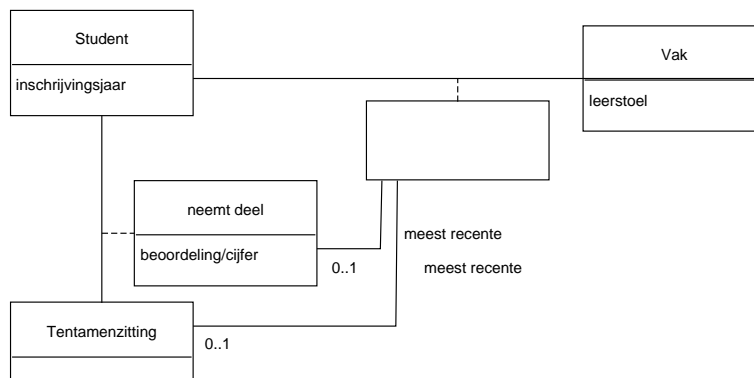 Student
inschrijvingsjaar
Vak
leerstoel
neemt deel
beoordeling/cijfer
meest recente
0..1
meest recente
Tentamenzitting
0..1